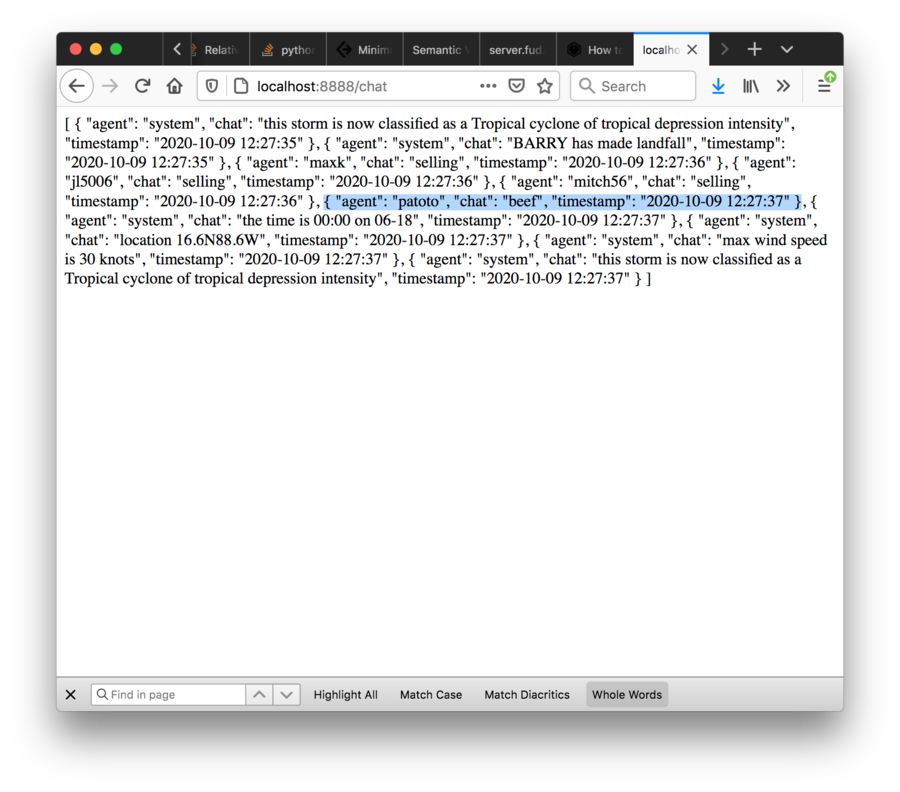 Relativ
python
Minim
Semantic
server.fud.
How to
localho
localhost:8888/chat
Search
[ { "agent": "system", "chat": "this storm is now classified as a Tropical cyclone of tropical depression intensity",
"timestamp": "2020-10-09 12:27:35" }, { "agent": "system", "chat": "BARRY has made landfall", "timestamp":
"2020-10-09 12:27:35" }, { "agent": "maxk", "chat": "selling", "timestamp": "2020-10-09 12:27:36" }, { "agent":
"jl5006", "chat": "selling", "timestamp": "2020-10-09 12:27:36" }, { "agent": "mitch56", "chat": "selling",
"timestamp": "2020-10-09 12:27:36" }, { "agent": "patoto", "chat": "beef", "timestamp": "2020-10-09 12:27:37" }, {
"agent": "system", "chat": "the time is 00:00 on 06-18", "timestamp": "2020-10-09 12:27:37" }, { "agent": "system",
"chat": "location 16.6N88.6W", "timestamp": "2020-10-09 12:27:37" }, { "agent": "system", "chat": "max wind speed
is 30 knots", "timestamp": "2020-10-09 12:27:37" }, { "agent": "system", "chat": "this storm is now classified as a
Tropical cyclone of tropical depression intensity", "timestamp": "2020-10-09 12:27:37" } ]
Find in page
Highlight All
Match Case
Match Diacritics
Whole Words